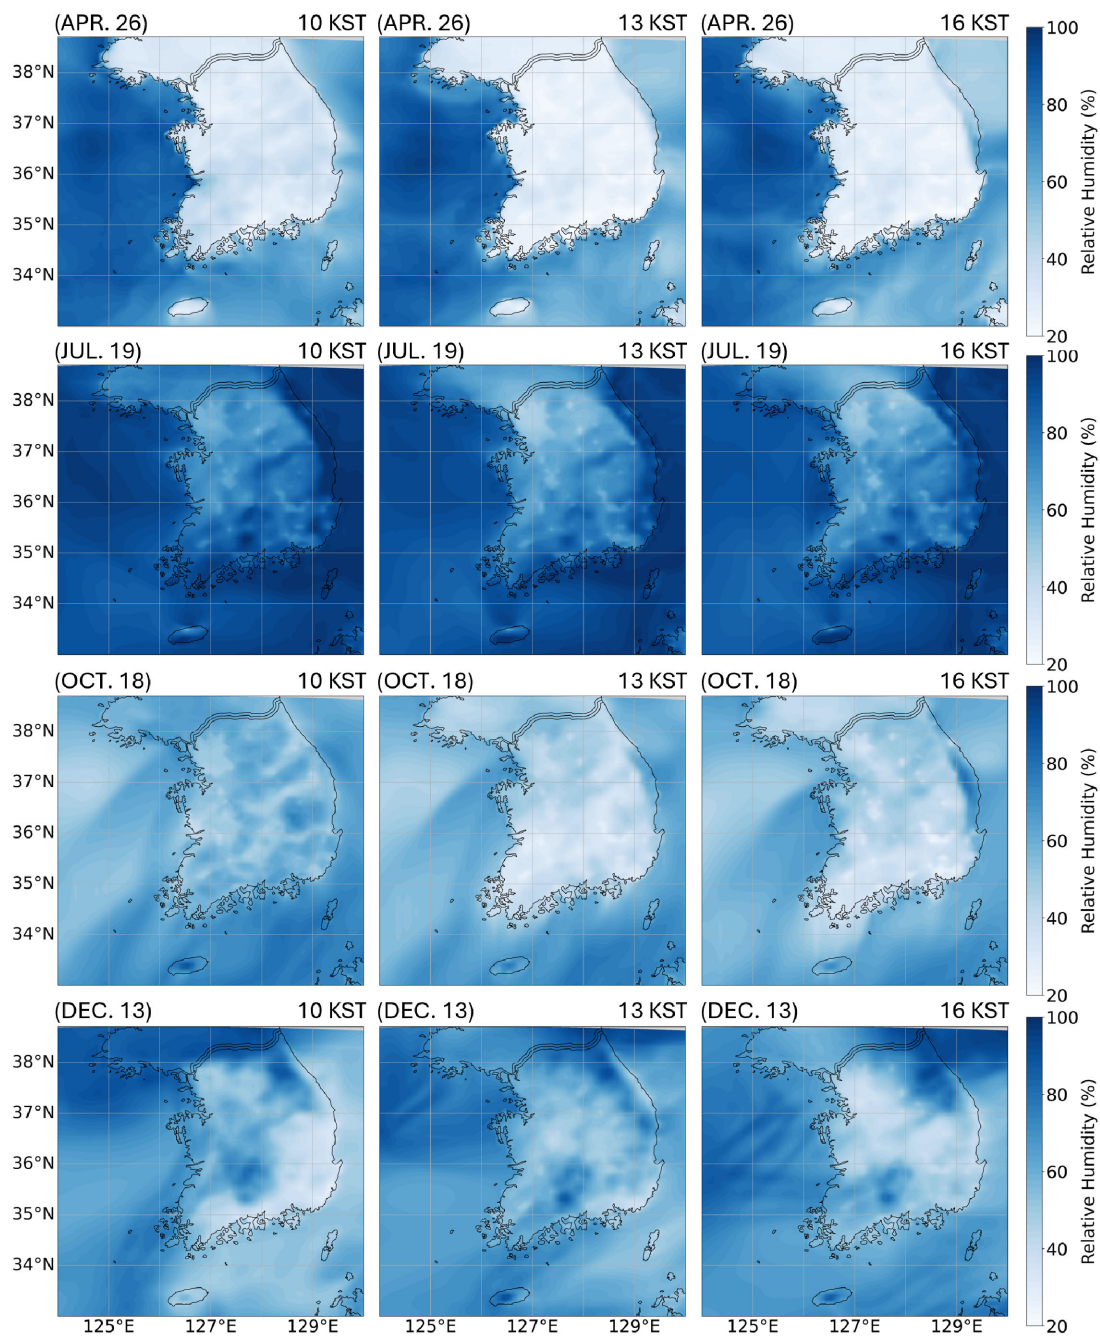 (APR. 26) 10 KST (APR. 26) 13 KST (APR. 26) 16 KST
100
80
60
40
20
Relative Humidity (%)
38°N
37°N
36°N
35°N
34°N
(JUL. 19) 10 KST (JUL. 19) 13 KST (JUL. 19) 16 KST
100
80
60
40
20
Relative Humidity (%)
38°N
37°N
36°N
35°N
34°N
(OCT. 18) 10 KST (OCT. 18) 13 KST (OCT. 18) 16 KST
100
80
60
40
20
Relative Humidity (%)
38°N
37°N
36°N
35°N
34°N
(DEC. 13) 10 KST (DEC. 13) 13 KST (DEC. 13) 16 KST
100
80
60
40
20
Relative Humidity (%)
38°N
37°N
36°N
35°N
34°N
125°E 127°E 129°E 125°E 127°E 129°E 125°E 127°E 129°E